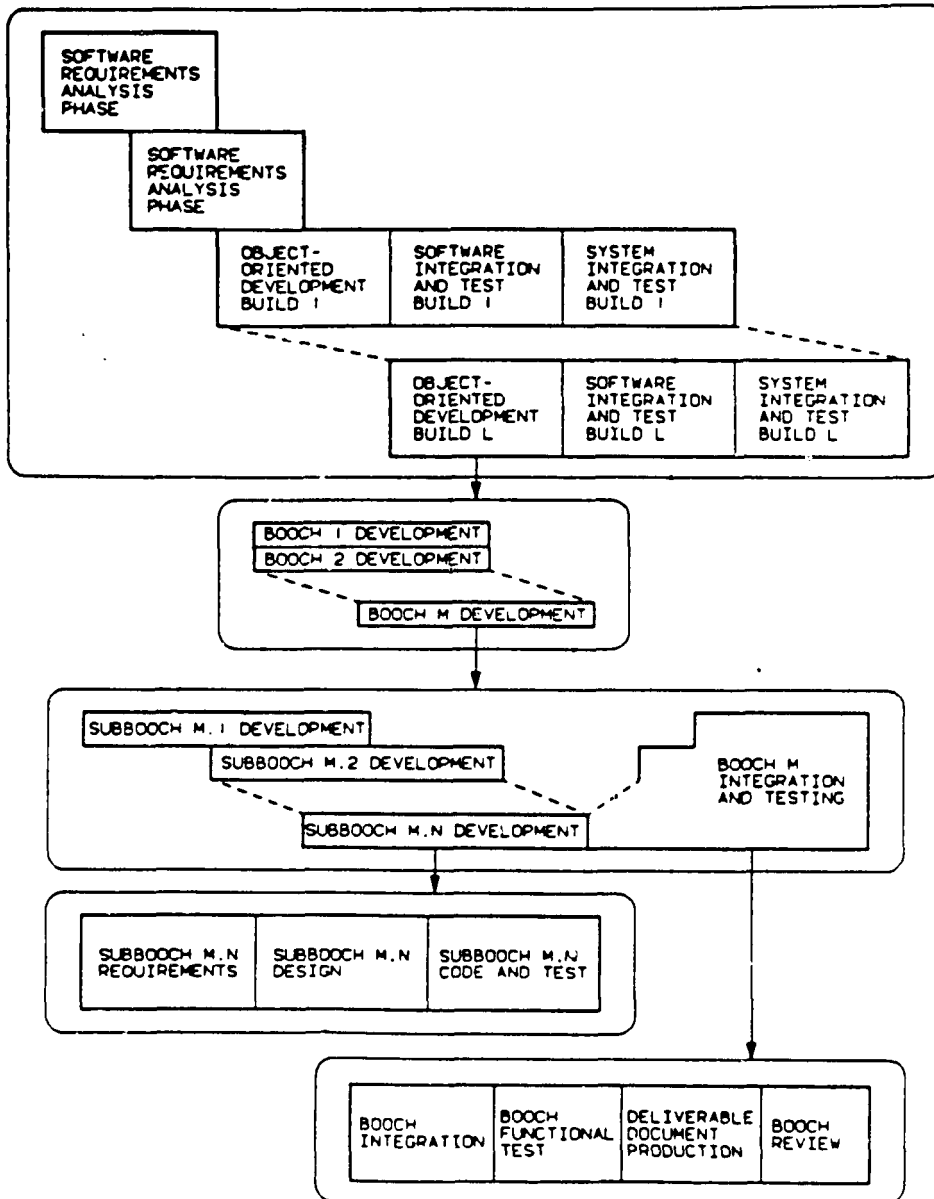 SOFTWARE
REQUIREMENTS
ANALYSIS
PHASE
SOFTWARE
REQUIREMENTS
ANALYSIS
PHASE
OBJECT-
ORIENTED
DEVELOPMENT
BUILD 1
SOFTWARE
INTEGRATION
AND TEST
BUILD 1
SYSTEM
INTEGRATION
AND TEST
BUILD 1
OBJECT-
ORIENTED
DEVELOPMENT
BUILD L
SOFTWARE
INTEGRATION
AND TEST
BUILD L
SYSTEM
INTEGRATION
AND TEST
BUILD L
BOOCH 1 DEVELOPMENT
BOOCH 2 DEVELOPMENT
BOOCH M DEVELOPMENT
SUBBOOCH M.1 DEVELOPMENT
SUBBOOCH M.2 DEVELOPMENT
SUBBOOCH M.N DEVELOPMENT
BOOCH M
INTEGRATION
AND TESTING
SUBBOOCH M.N
REQUIREMENTS
SUBBOOCH M.N
DESIGN
SUBBOOCH M.N
CODE AND TEST
BOOCH
INTEGRATION
BOOCH
FUNCTIONAL
TEST
DELIVERABLE
DOCUMENT
PRODUCTION
BOOCH
REVIEW